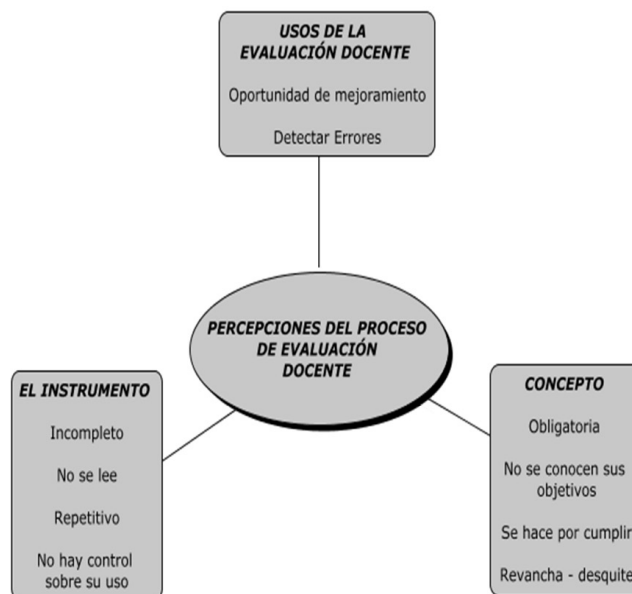 USOS DE LA
EVALUACIÓN DOCENTE
Oportunidad de mejoramiento
Detectar Errores
PERCEPCIONES DEL PROCESO
DE EVALUACIÓN
DOCENTE
EL INSTRUMENTO
Incompleto
No se lee
Repetitivo
No hay control
sobre su uso
CONCEPTO
Obligatoria
No se conocen sus
objetivos
Se hace por cumplir
Revancha - desquite